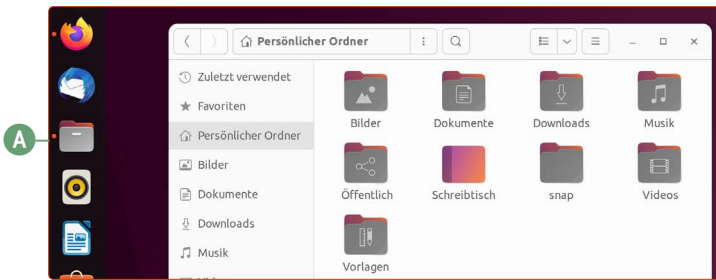 A
Persönlicher Ordner
Zuletzt verwendet
Favoriten
Persönlicher Ordner
Bilder
Dokumente
Downloads
Musik
Bilder Dokumente Downloads Musik
Öffentlich Schreibtisch snap Videos
Vorlagen